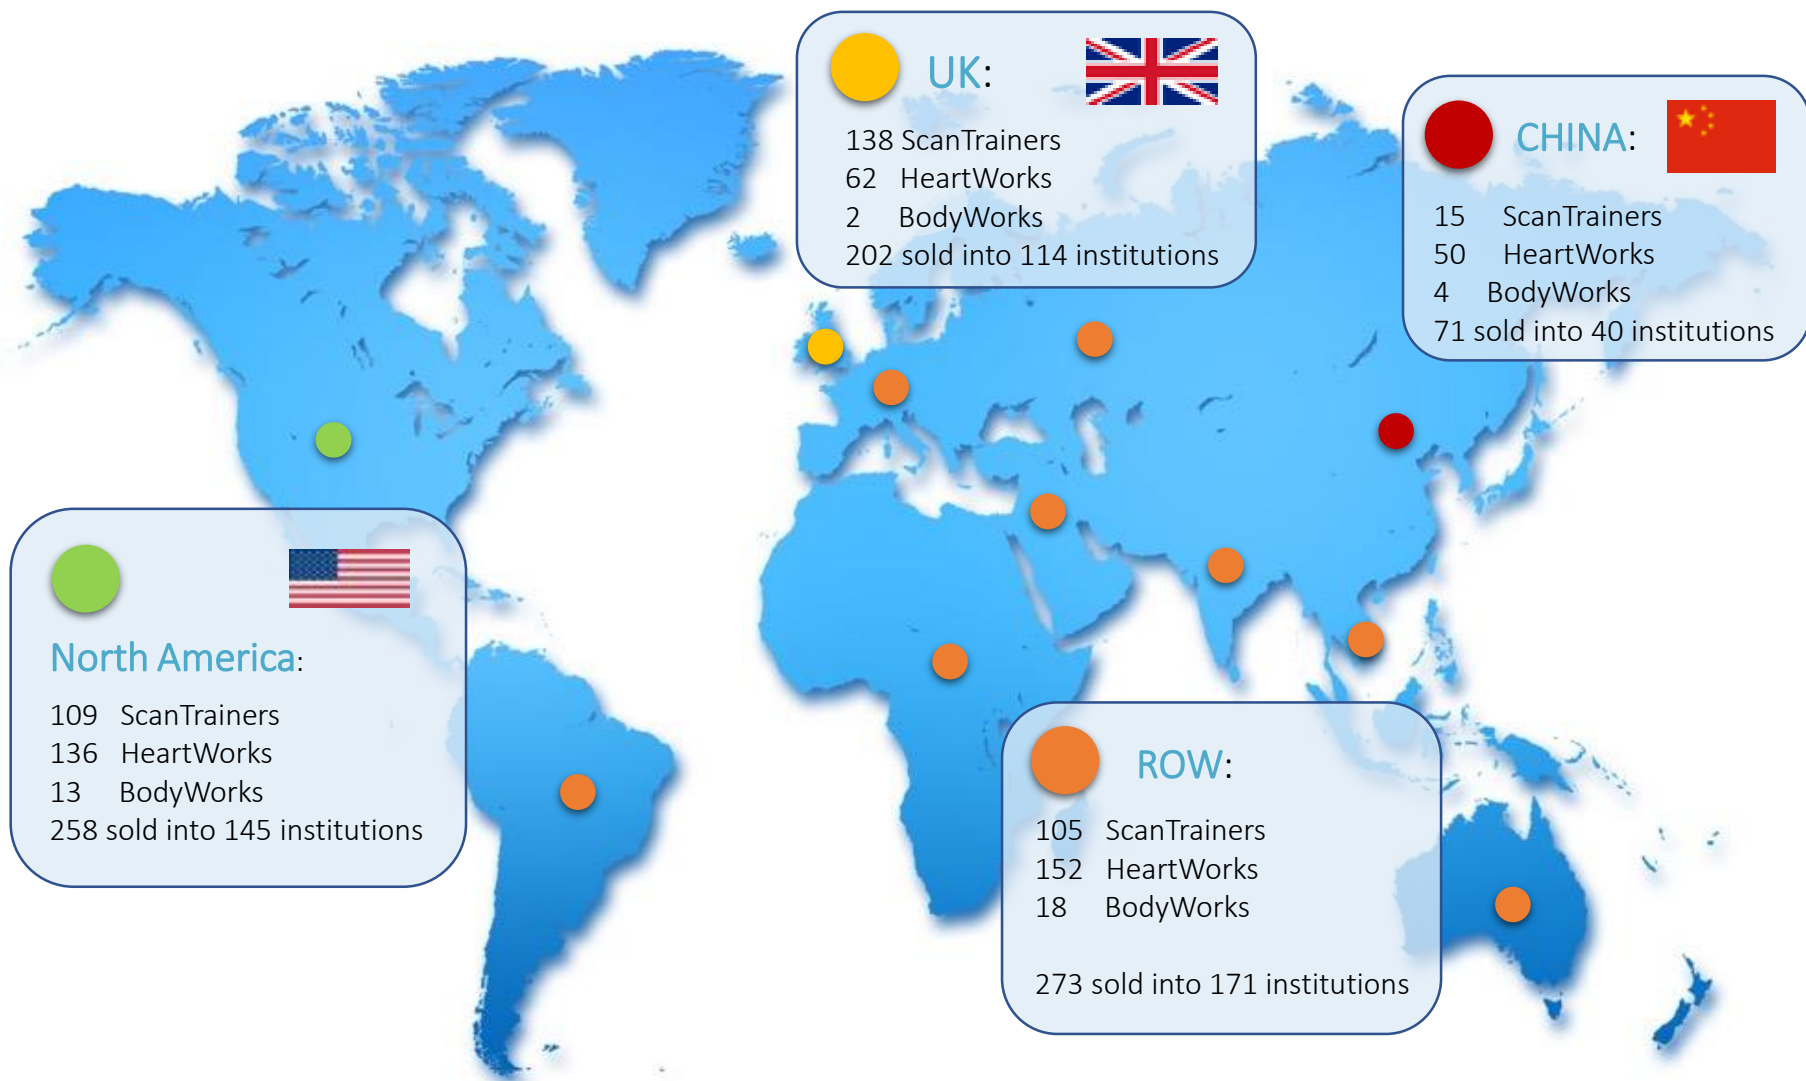 UK:
138 ScanTrainers
62 HeartWorks
2 BodyWorks
202 sold into 114 institutions
CHINA:
15 ScanTrainers
50 HeartWorks
4 BodyWorks
71 sold into 40 institutions
North America:
109 ScanTrainers
136 HeartWorks
13 BodyWorks
258 sold into 145 institutions
ROW:
105 ScanTrainers
152 HeartWorks
18 BodyWorks
273 sold into 171 institutions